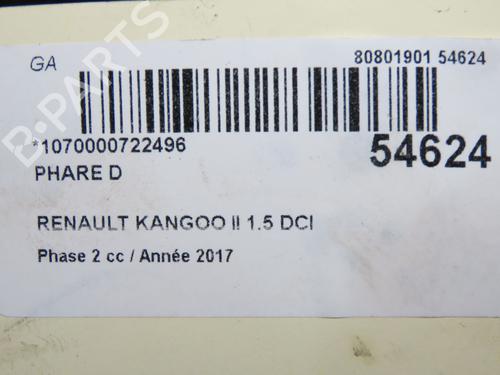 GA
80801901 54624
*1070000722496
54624
PHARE D
RENAULT KANGOO II 1.5 DCI
Phase 2 cc / Année 2017
B-PARTS